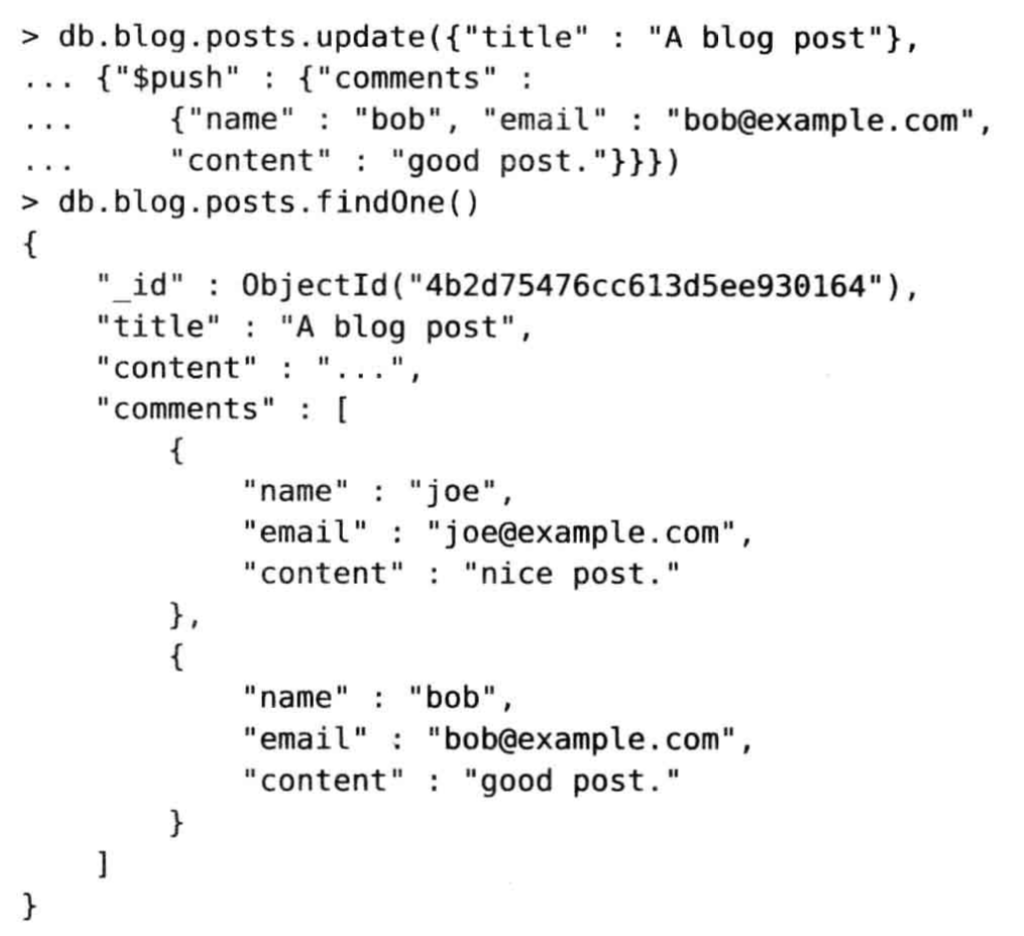 > db.blog.posts.update({"title" : "A blog post"},
... {"$push" : {"comments" :
...     {"name" : "bob", "email" : "bob@example.com",
...     "content" : "good post."}}})
> db.blog.posts.findOne()
{
    "_id" : ObjectId("4b2d75476cc613d5ee930164"),
    "title" : "A blog post",
    "content" : "...",
    "comments" : [
        {
            "name" : "joe",
            "email" : "joe@example.com",
            "content" : "nice post."
        },
        {
            "name" : "bob",
            "email" : "bob@example.com",
            "content" : "good post."
        }
    ]
}